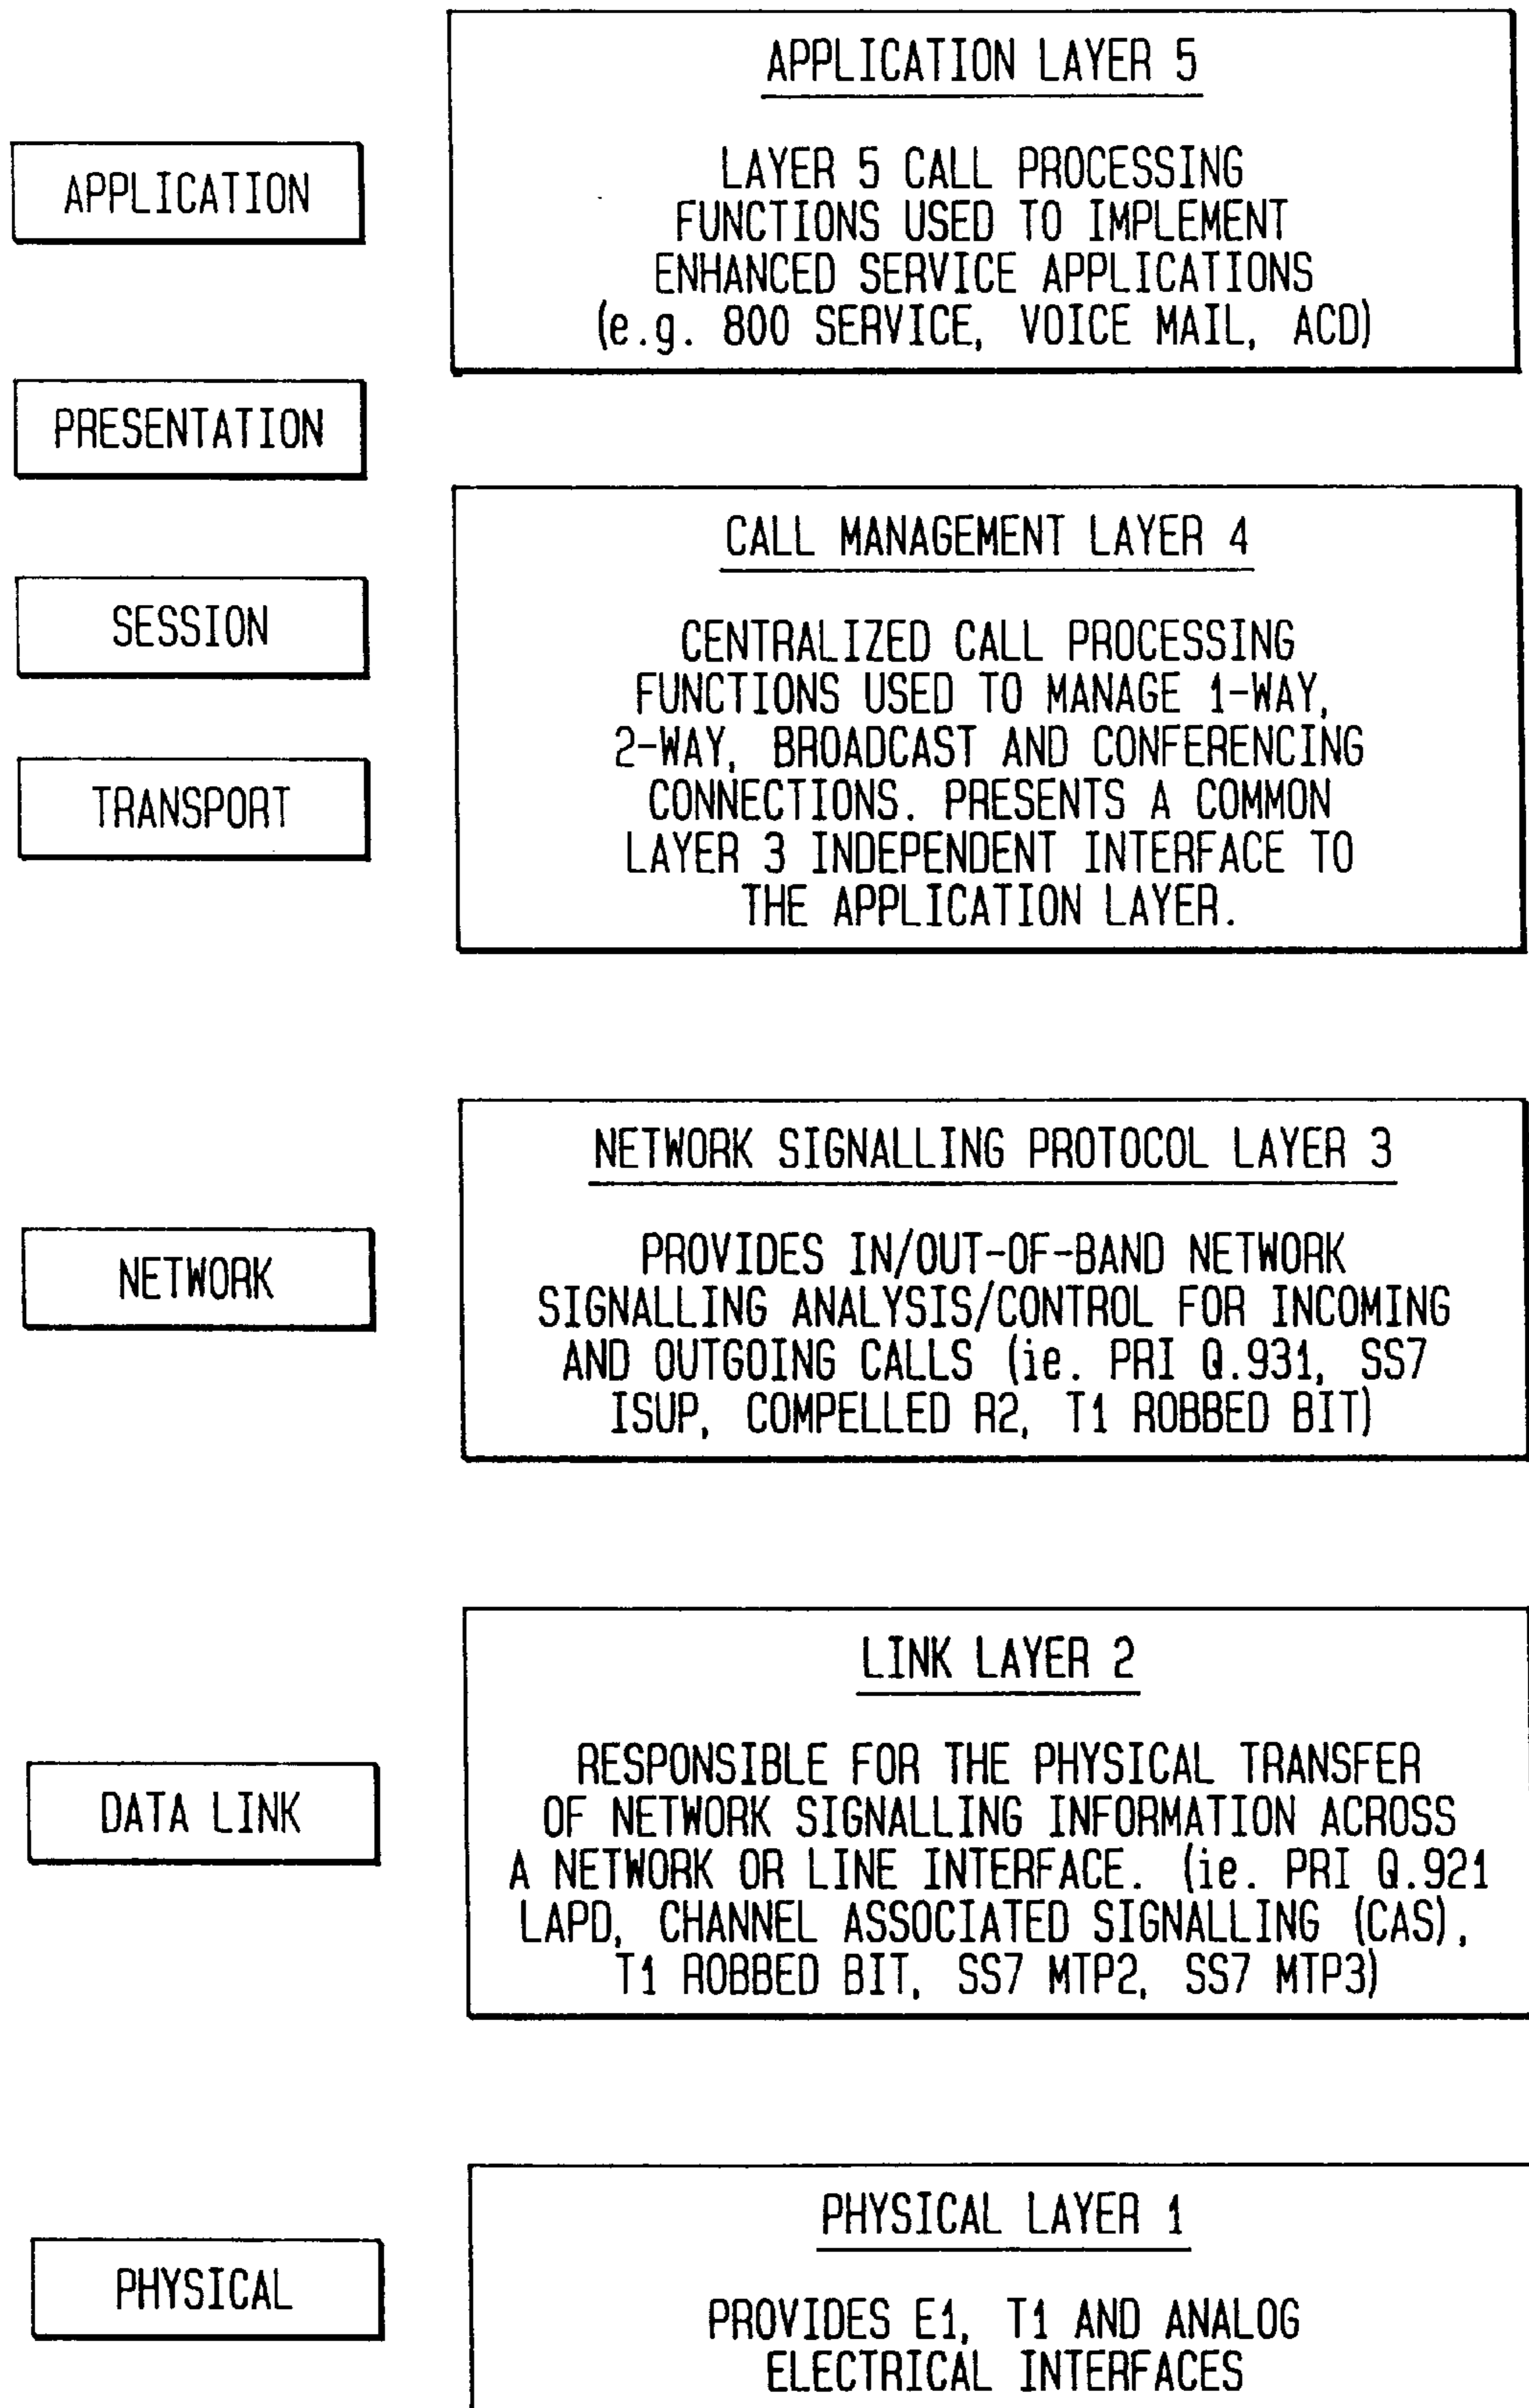 APPLICATION LAYER 5
LAYER 5 CALL PROCESSING
FUNCTIONS USED TO IMPLEMENT
ENHANCED SERVICE APPLICATIONS
(e.g. 800 SERVICE, VOICE MAIL, ACD)
APPLICATION
PRESENTATION
SESSION
TRANSPORT
CALL MANAGEMENT LAYER 4
CENTRALIZED CALL PROCESSING
FUNCTIONS USED TO MANAGE 1-WAY,
2-WAY, BROADCAST AND CONFERENCING
CONNECTIONS. PRESENTS A COMMON
LAYER 3 INDEPENDENT INTERFACE TO
THE APPLICATION LAYER.
NETWORK
NETWORK SIGNALLING PROTOCOL LAYER 3
PROVIDES IN/OUT-OF-BAND NETWORK
SIGNALLING ANALYSIS/CONTROL FOR INCOMING
AND OUTGOING CALLS (ie. PRI Q.931, SS7
ISUP, COMPELLED R2, T1 ROBBED BIT)
DATA LINK
LINK LAYER 2
RESPONSIBLE FOR THE PHYSICAL TRANSFER
OF NETWORK SIGNALLING INFORMATION ACROSS
A NETWORK OR LINE INTERFACE. (ie. PRI Q.921
LAPD, CHANNEL ASSOCIATED SIGNALLING (CAS),
T1 ROBBED BIT, SS7 MTP2, SS7 MTP3)
PHYSICAL
PHYSICAL LAYER 1
PROVIDES E1, T1 AND ANALOG
ELECTRICAL INTERFACES